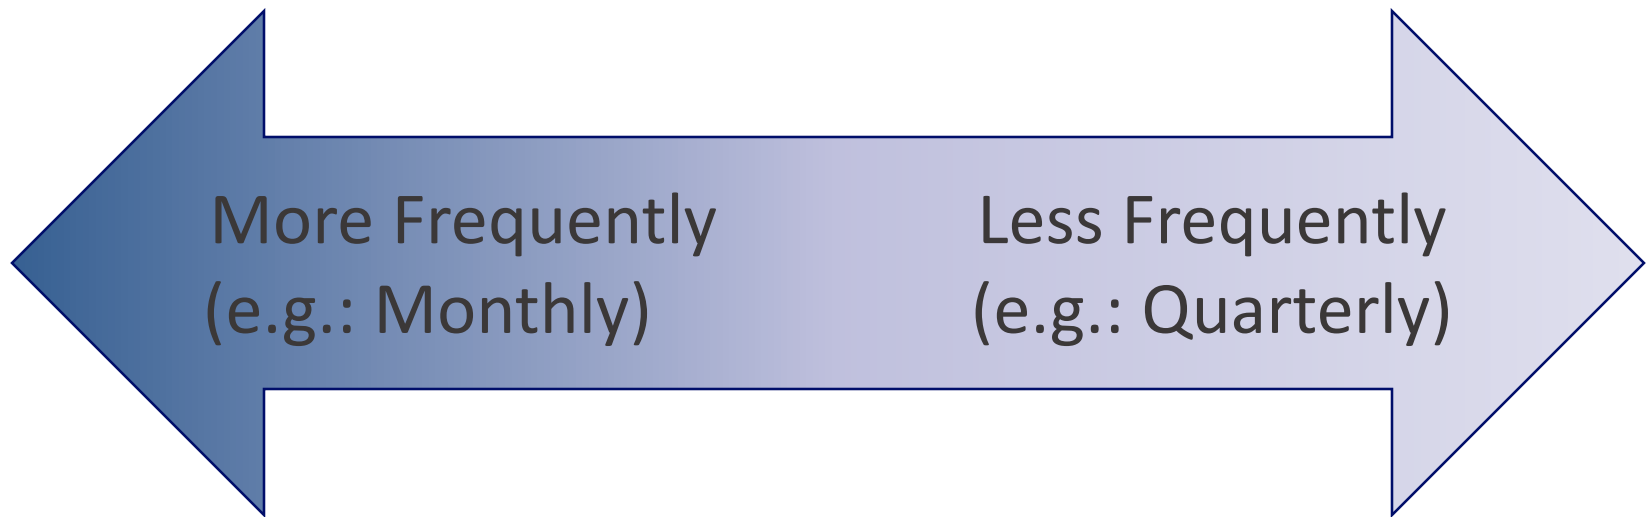 More Frequently
(e.g.: Monthly)
Less Frequently
(e.g.: Quarterly)